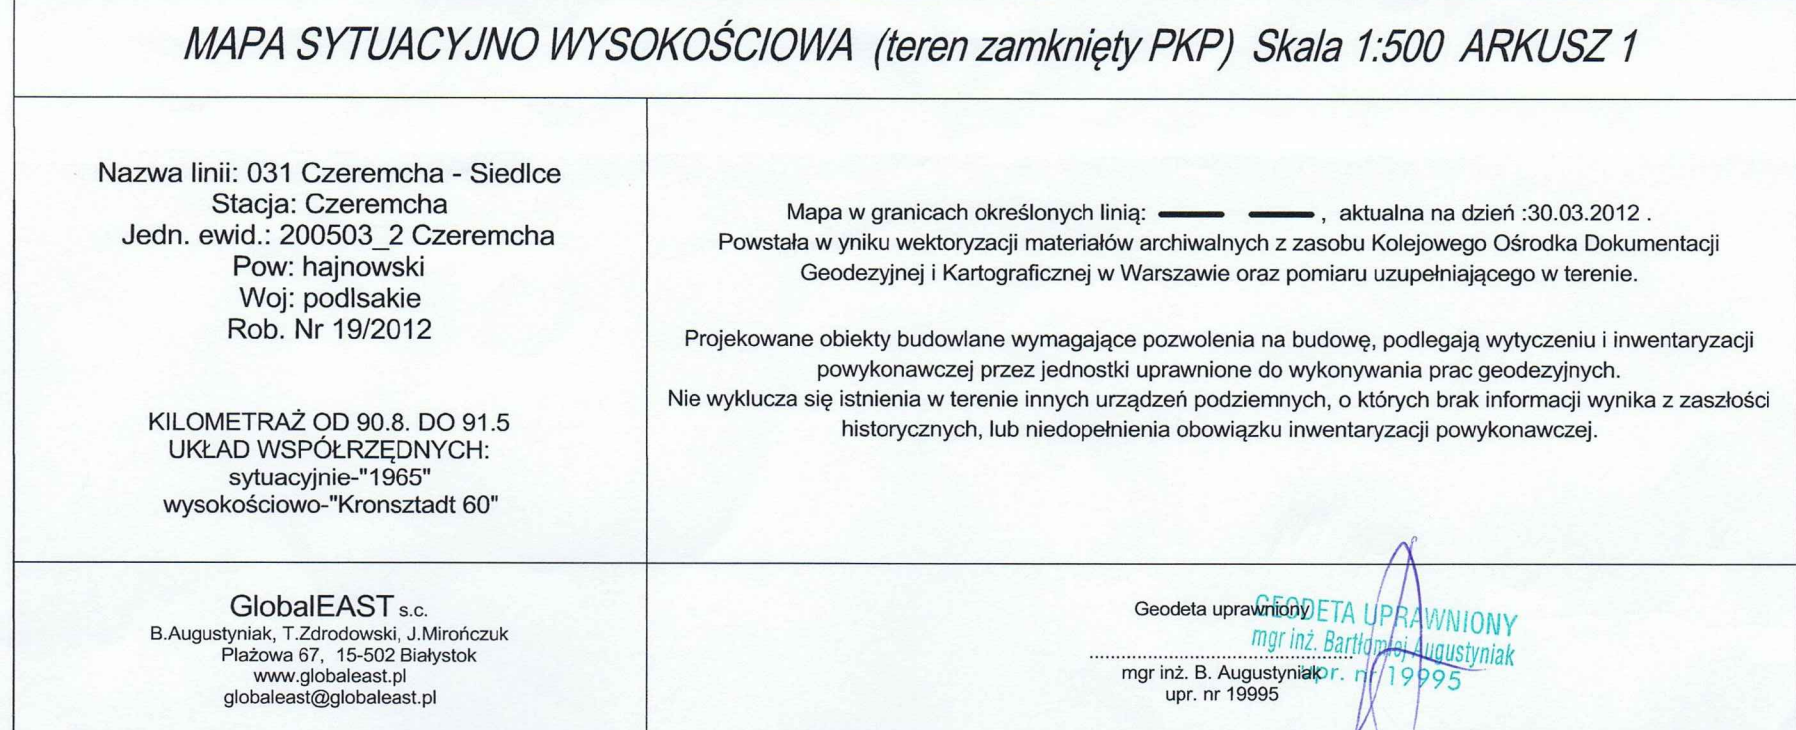 MAPA SYTUACYJNO WYSOKOŚCIOWA (teren zamknięty PKP) Skala 1:500 ARKUSZ 1
Nazwa linii: 031 Czeremcha - Siedlce
Stacja: Czeremcha
Jedn. ewid.: 200503_2 Czeremcha
Pow: hajnowski
Woj: podlsakie
Rob. Nr 19/2012
KILOMETRAŻ OD 90.8. DO 91.5
UKŁAD WSPÓŁRZĘDNYCH:
sytuacyjnie-"1965"
wysokościowo-"Kronsztadt 60"
Mapa w granicach określonych linią: , aktualna na dzień :30.03.2012 .
Powstała w yniku wektoryzacji materiałów archiwalnych z zasobu Kolejowego Ośrodka Dokumentacji
Geodezyjnej i Kartograficznej w Warszawie oraz pomiaru uzupełniającego w terenie.
Projekowane obiekty budowlane wymagające pozwolenia na budowę, podlegają wytyczeniu i inwentaryzacji
powykonawczej przez jednostki uprawnione do wykonywania prac geodezyjnych.
Nie wyklucza się istnienia w terenie innych urządzeń podziemnych, o których brak informacji wynika z zaszłości
historycznych, lub niedopełnienia obowiązku inwentaryzacji powykonawczej.
GlobalEAST s.c.
B.Augustyniak, T.Zdrodowski, J.Mirończuk
Plażowa 67, 15-502 Białystok
www.globaleast.pl
globaleast@globaleast.pl
Geodeta uprawniony
mgr inż. B. Augustyniak
upr. nr 19995
GEODETA UPRAWNIONY
mgr inż. Bartłomiej Augustyniak
upr. nr 19995